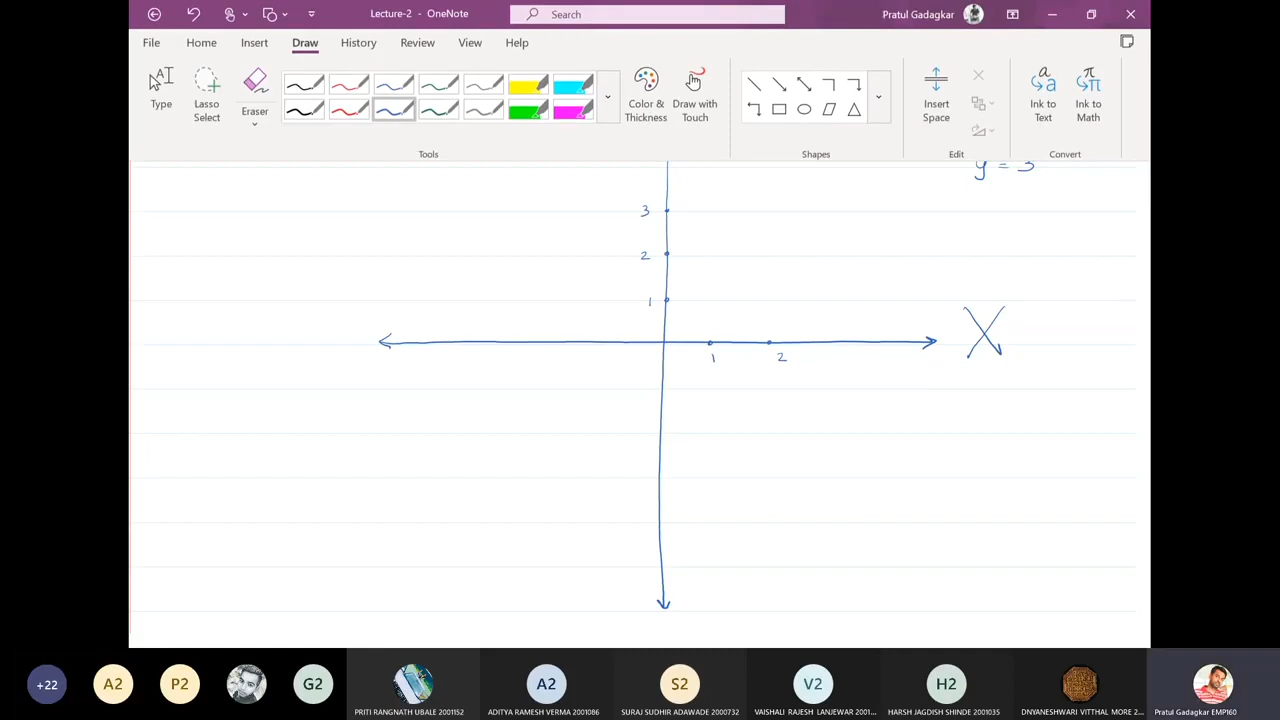 Lecture-2 - OneNote
Search
Pratul Gadagkar
File Home Insert Draw History Review View Help
Type
Lasso Select
Eraser
Color & Thickness
Draw with Touch
Insert Space
Ink to Text
Ink to Math
Tools
Shapes
Edit
Convert
y = 3
3
2
1
X
1 2
+22
A2
P2
G2
A2
S2
V2
H2
PRITI RANGNATH UBALE 2001152
ADITYA RAMESH VERMA 2001086
SURAJ SUDHIR ADAWADE 2000732
VAISHALI RAJESH LANJEWAR 2001...
HARSH JAGDISH SHINDE 2001035
DNYANESHWARI VITTHAL MORE 2...
Pratul Gadagkar EMP160